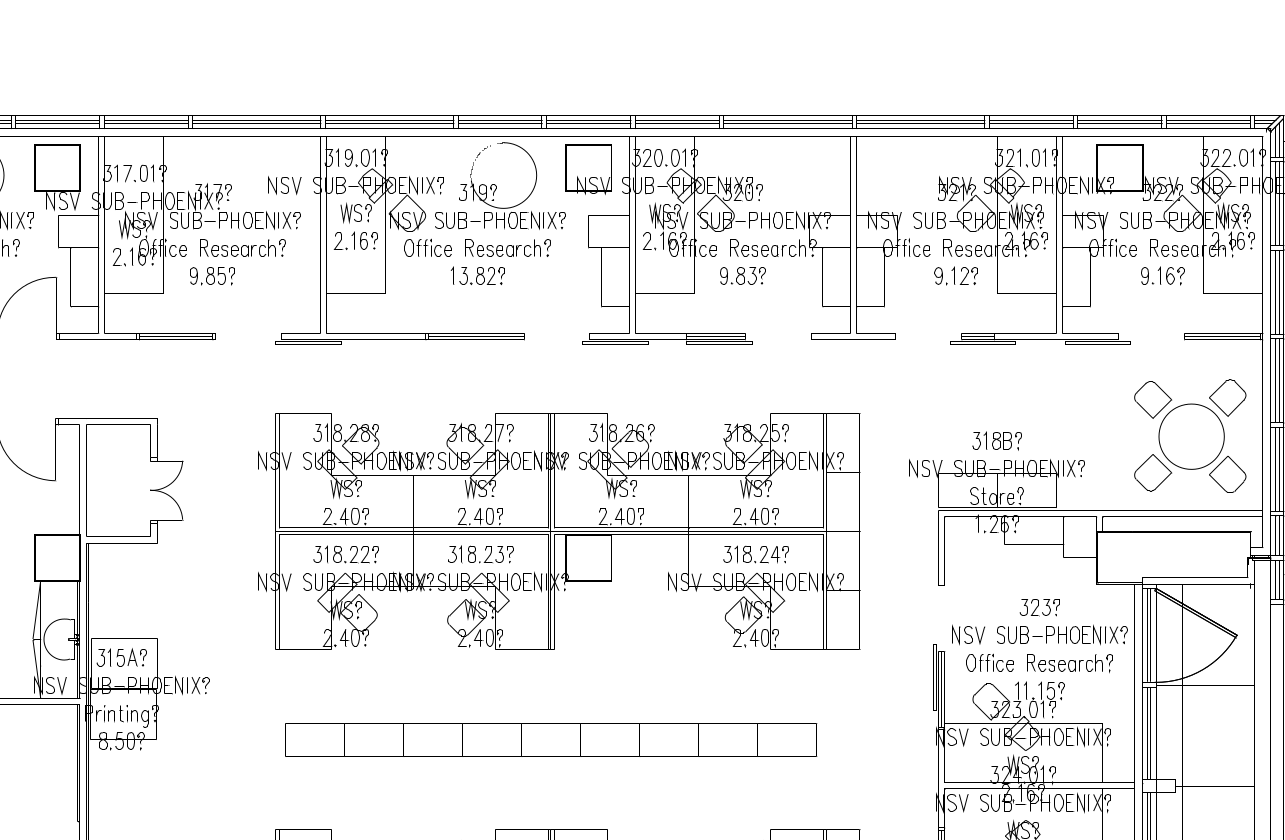 317.01?
NSV SUB-PHOENIX?
WS?
2.16?
317?
NSV SUB-PHOENIX?
Office Research?
9.85?
319.01?
NSV SUB-PHOENIX?
WS?
2.16?
319?
NSV SUB-PHOENIX?
Office Research?
13.82?
320.01?
NSV SUB-PHOENIX?
WS?
2.16?
320?
NSV SUB-PHOENIX?
Office Research?
9.83?
321.01?
NSV SUB-PHOENIX?
WS?
2.16?
321?
NSV SUB-PHOENIX?
Office Research?
9.12?
322.01?
NSV SUB-PHOE
WS?
2.16?
322?
NSV SUB-PHOENIX?
Office Research?
9.16?
NIX?
h?
318.28?
NSV SUB-PHOENIX?
WS?
2.40?
318.27?
NSV SUB-PHOENIX?
WS?
2.40?
318.26?
NSV SUB-PHOENIX?
WS?
2.40?
318.25?
NSV SUB-PHOENIX?
WS?
2.40?
318B?
NSV SUB-PHOENIX?
Store?
1.26?
318.22?
NSV SUB-PHOENIX?
WS?
2.40?
318.23?
NSV SUB-PHOENIX?
WS?
2.40?
318.24?
NSV SUB-PHOENIX?
WS?
2.40?
323?
NSV SUB-PHOENIX?
Office Research?
11.15?
315A?
NSV SUB-PHOENIX?
Printing?
8.50?
323.01?
NSV SUB-PHOENIX?
WS?
2.16?
324.01?
NSV SUB-PHOENIX?
WS?